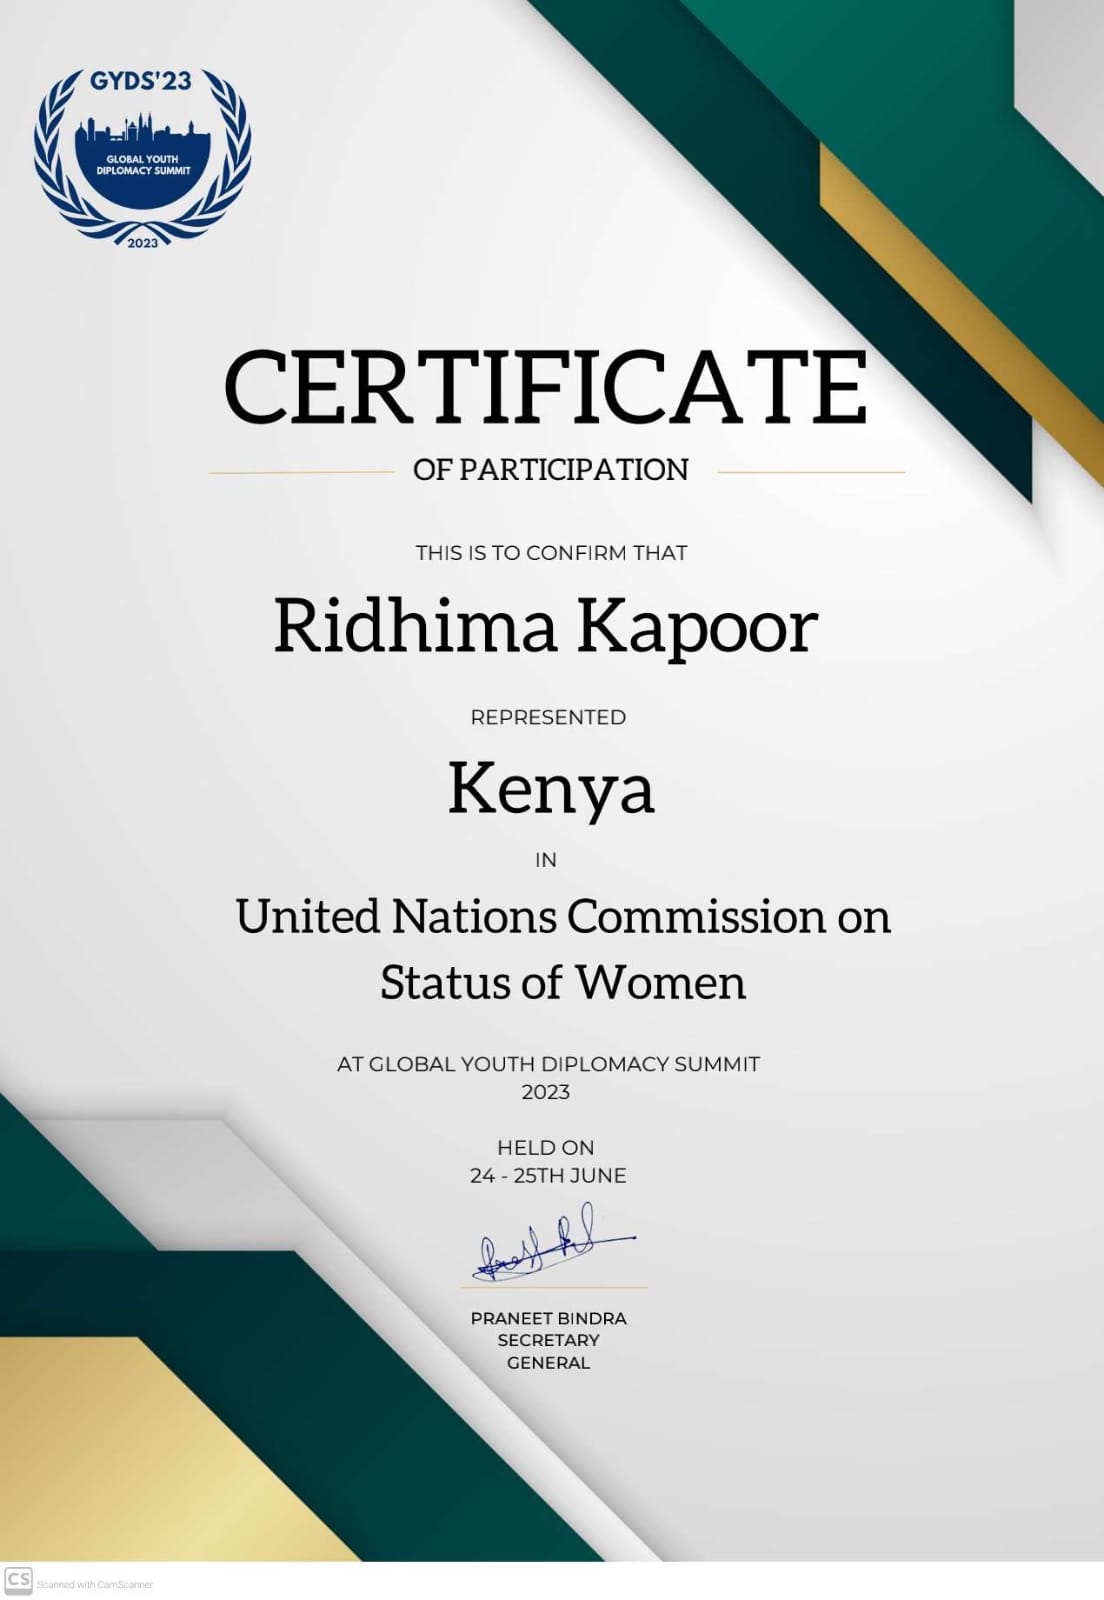 GYDS'23
GLOBAL YOUTH
DIPLOMACY SUMMIT
2023
CERTIFICATE
OF PARTICIPATION
THIS IS TO CONFIRM THAT
Ridhima Kapoor
REPRESENTED
Kenya
IN
United Nations Commission on
Status of Women
AT GLOBAL YOUTH DIPLOMACY SUMMIT
2023
HELD ON
24 - 25TH JUNE
PRANEET BINDRA
SECRETARY
GENERAL
CS Scanned with CamScanner